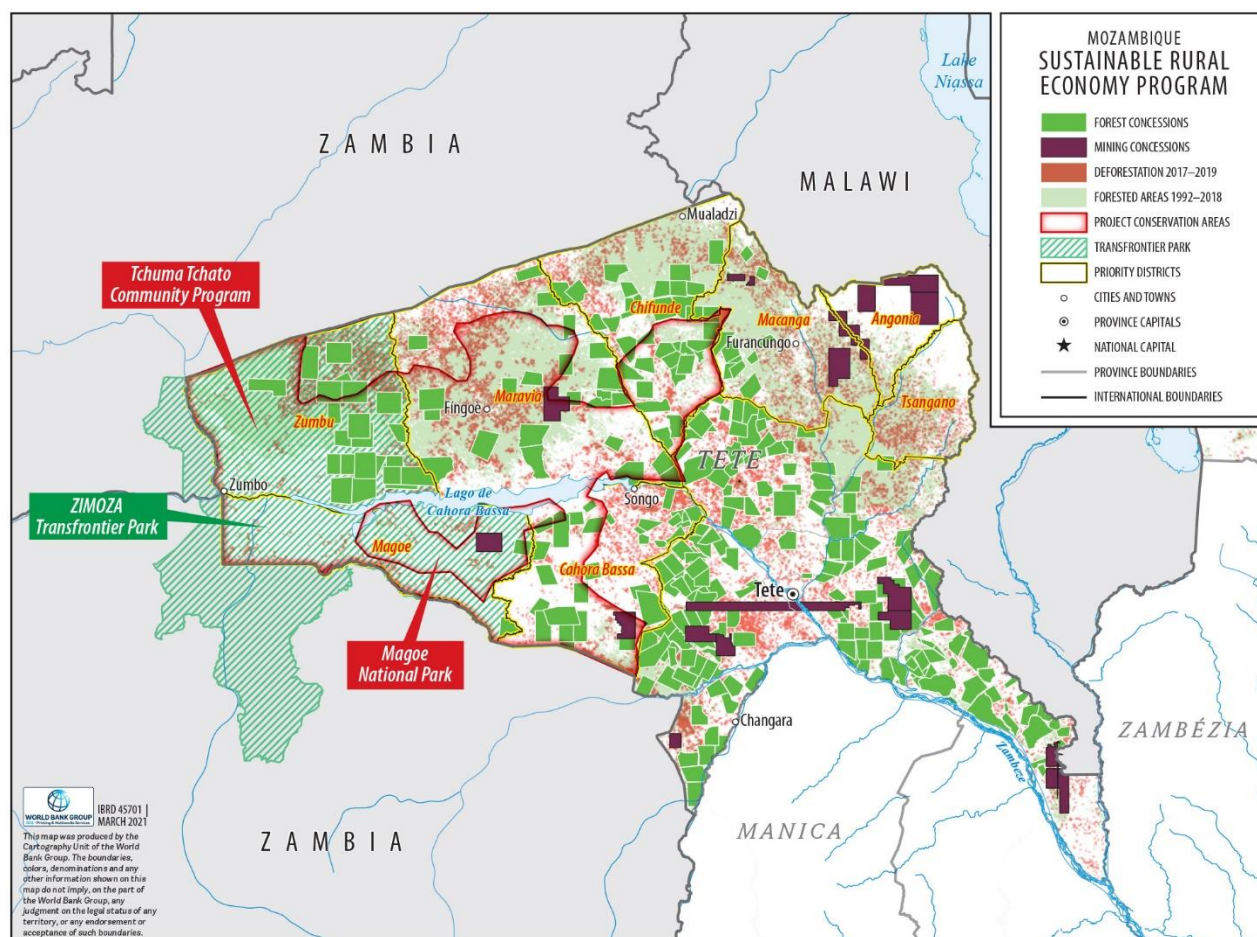 MOZAMBIQUE
SUSTAINABLE RURAL
ECONOMY PROGRAM
FOREST CONCESSIONS
MINING CONCESSIONS
DEFORESTATION 2017–2019
FORESTED AREAS 1992–2018
PROJECT CONSERVATION AREAS
TRANSFRONTIER PARK
PRIORITY DISTRICTS
CITIES AND TOWNS
PROVINCE CAPITALS
NATIONAL CAPITAL
PROVINCE BOUNDARIES
INTERNATIONAL BOUNDARIES
Lake
Niassa
ZAMBIA
MALAWI
Mualadzi
Tchuma Tchato
Community Program
Chifunde
Macanga
Angonia
Furancungo
Maravia
Tsangano
Fingoè
Zumbu
TETE
Zumbo
Songo
Lago de
Cahora Bassa
ZIMOZA
Transfrontier Park
Magoe
Cahora Bassa
Tete
Magoe
National Park
Changara
ZAMBÉZIA
Zambeze
MANICA
ZAMBIA
WORLD BANK GROUP
Printing & Multimedia Services
IBRD 45701 |
MARCH 2021
This map was produced by the
Cartography Unit of the World
Bank Group. The boundaries,
colors, denominations and any
other information shown on this
map do not imply, on the part of
the World Bank Group, any
judgment on the legal status of any
territory, or any endorsement or
acceptance of such boundaries.